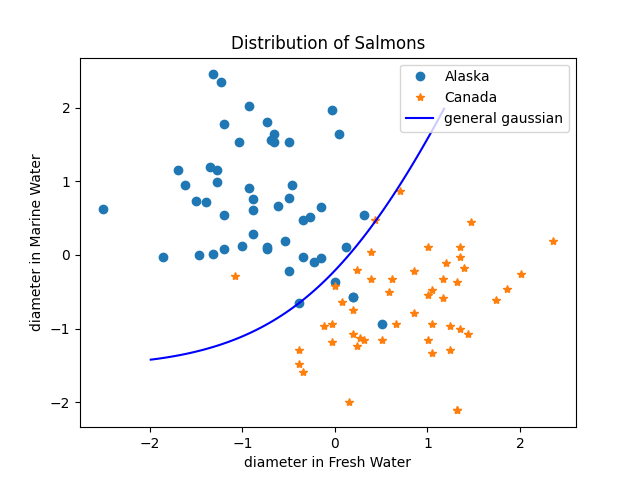 Distribution of Salmons
Alaska
Canada
general gaussian
diameter in Marine Water
2
1
0
−1
−2
−2 −1 0 1 2
diameter in Fresh Water